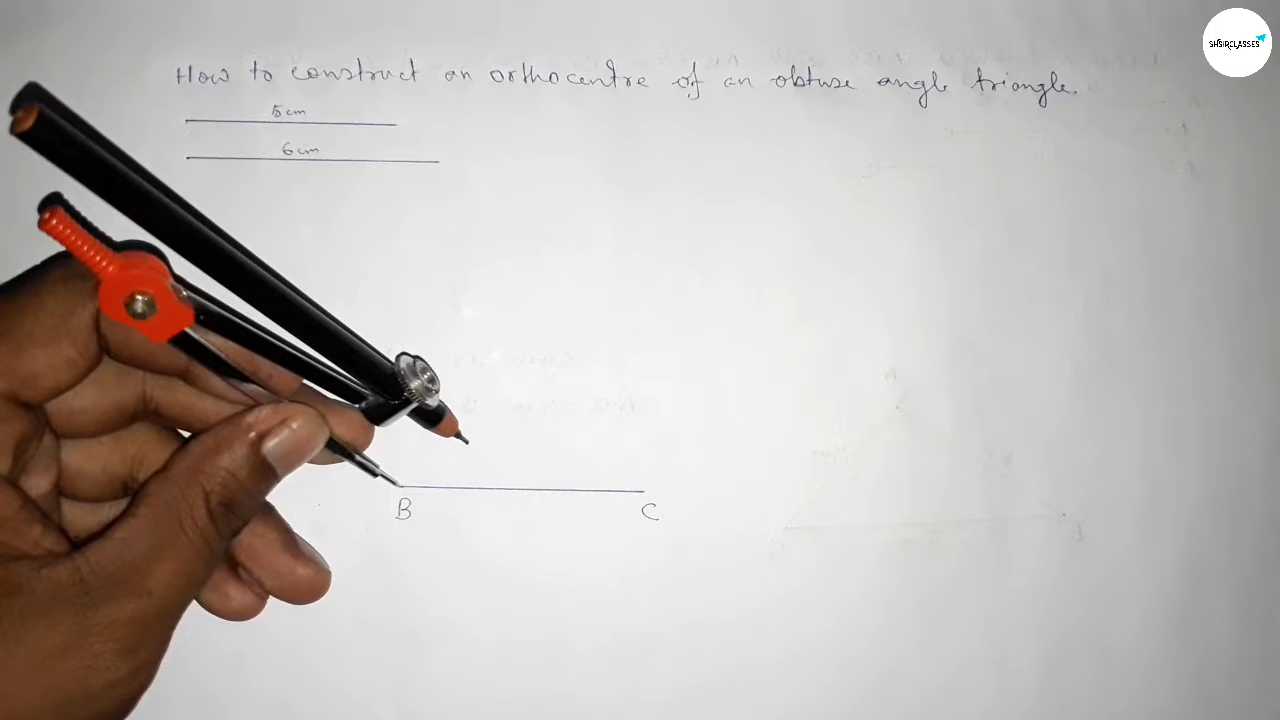 SHSIRCLASSES
How to construct an orthocentre of an obtuse angle triangle.
5cm
6cm
B
C